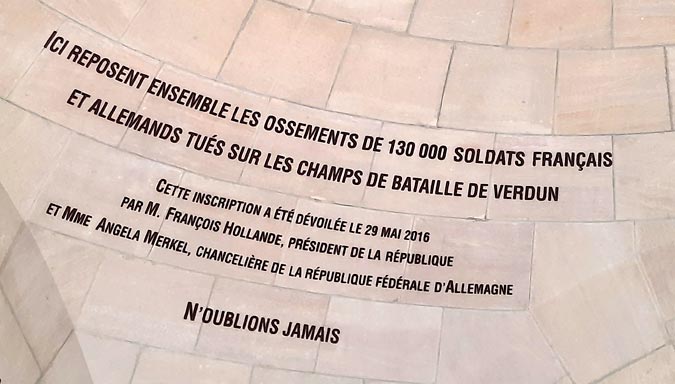 ICI REPOSENT ENSEMBLE LES OSSEMENTS DE 130 000 SOLDATS FRANÇAIS
ET ALLEMANDS TUÉS SUR LES CHAMPS DE BATAILLE DE VERDUN
CETTE INSCRIPTION A ÉTÉ DÉVOILÉE LE 29 MAI 2016
PAR M. FRANÇOIS HOLLANDE, PRÉSIDENT DE LA RÉPUBLIQUE
ET MME ANGELA MERKEL, CHANCELIÈRE DE LA RÉPUBLIQUE FÉDÉRALE D'ALLEMAGNE
N'OUBLIONS JAMAIS